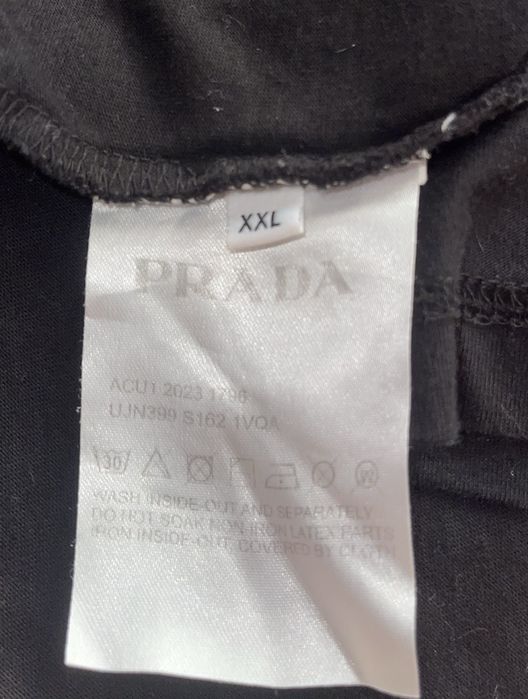 XXL
PRADA
ACU1 2023 1796
UJN399 S162 1VQA
30
W
WASH INSIDE-OUT AND SEPARATELY
DO NOT SOAK NON IRON LATEX PARTS
IRON INSIDE-OUT, COVERED BY CLOTH